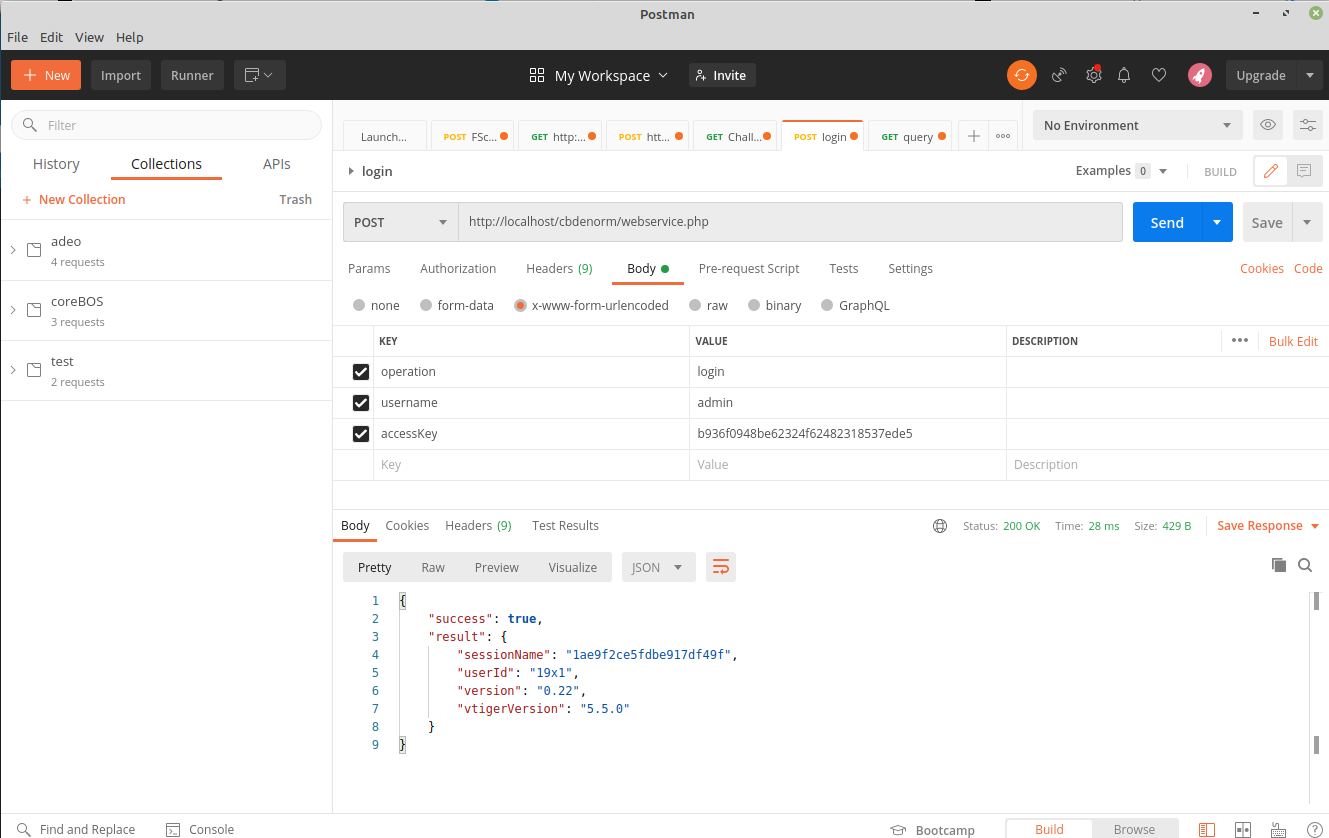 Postman
File Edit View Help
+ New Import Runner My Workspace Invite Upgrade
Filter
History Collections APIs
+ New Collection Trash
adeo
4 requests
coreBOS
3 requests
test
2 requests
Launch... POST FSc... GET http:... POST htt... GET Chall... POST login GET query + ooo No Environment
login Examples 0 BUILD
POST http://localhost/cbdenorm/webservice.php Send Save
Params Authorization Headers (9) Body Pre-request Script Tests Settings Cookies Code
none form-data x-www-form-urlencoded raw binary GraphQL
KEY VALUE DESCRIPTION ••• Bulk Edit
operation login
username admin
accessKey b936f0948be62324f62482318537ede5
Key Value Description
Body Cookies Headers (9) Test Results Status: 200 OK Time: 28 ms Size: 429 B Save Response
Pretty Raw Preview Visualize JSON
1 {
2 "success": true,
3 "result": {
4 "sessionName": "1ae9f2ce5fdbe917df49f",
5 "userId": "19x1",
6 "version": "0.22",
7 "vtigerVersion": "5.5.0"
8 }
9 }
Find and Replace Console Bootcamp Build Browse ?